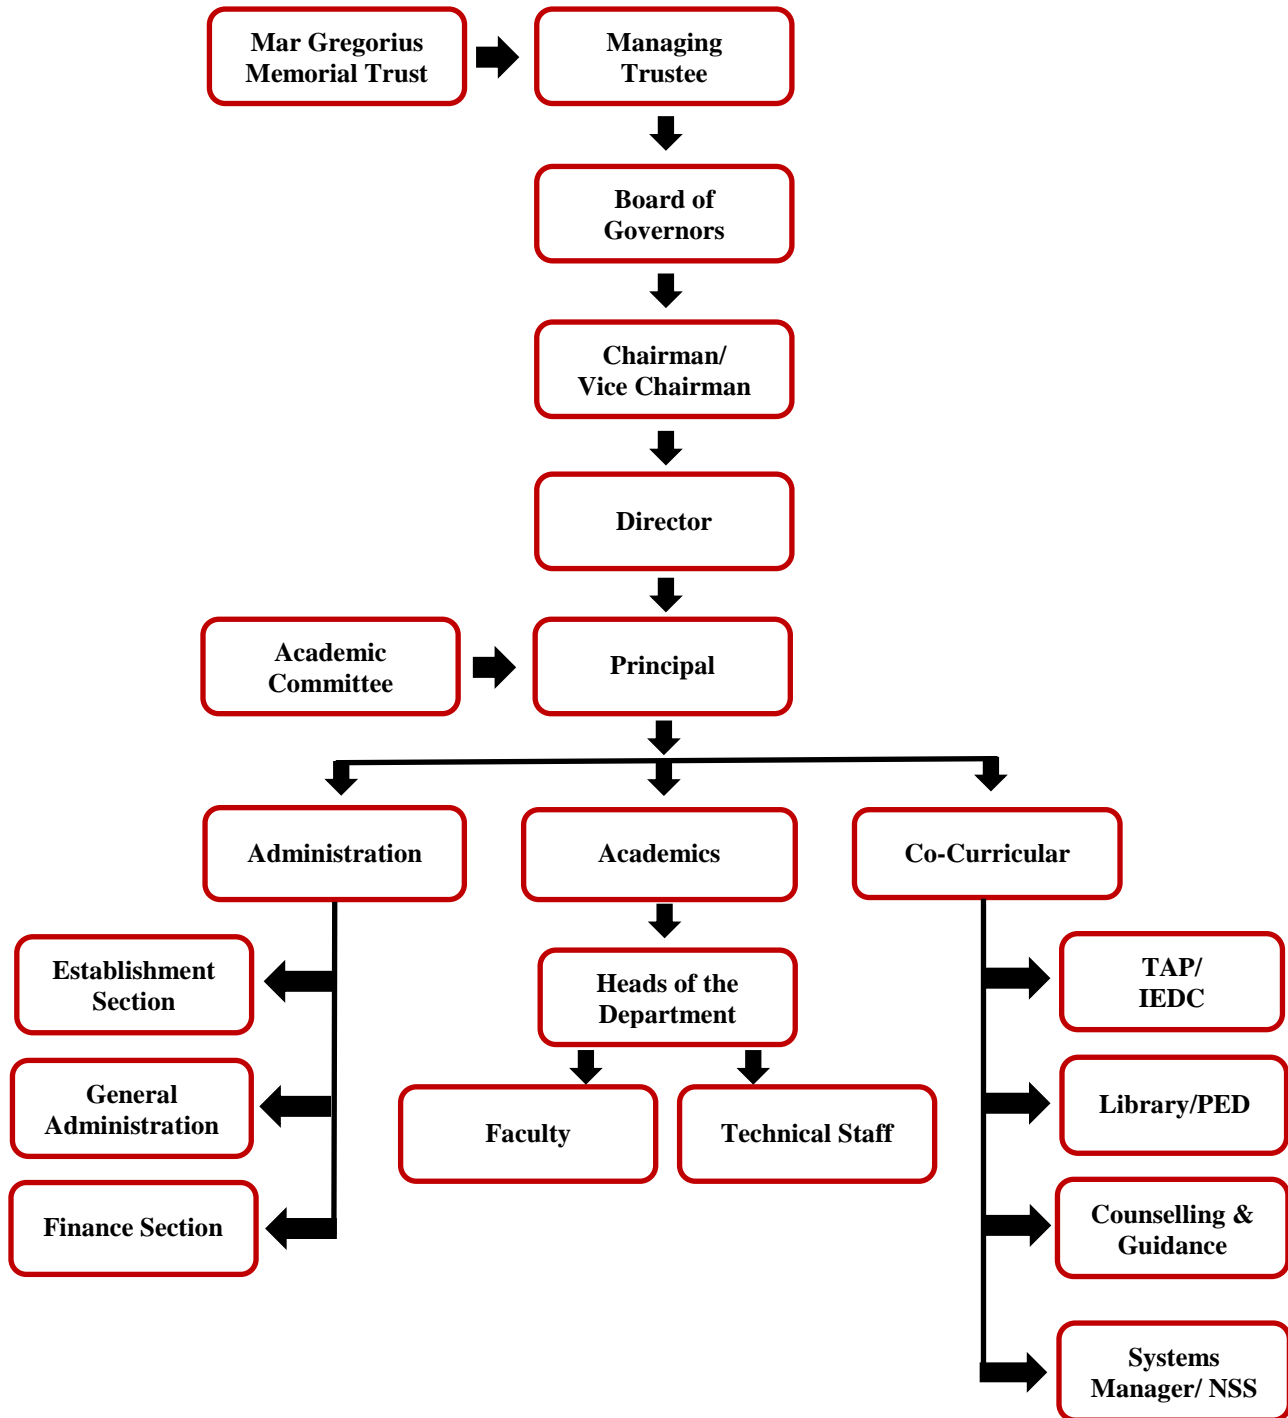 Mar Gregorius
Memorial Trust
Managing
Trustee
Board of
Governors
Chairman/
Vice Chairman
Director
Academic
Committee
Principal
Administration
Academics
Co-Curricular
Establishment
Section
Heads of the
Department
TAP/
IEDC
General
Administration
Faculty
Technical Staff
Library/PED
Finance Section
Counselling &
Guidance
Systems
Manager/ NSS